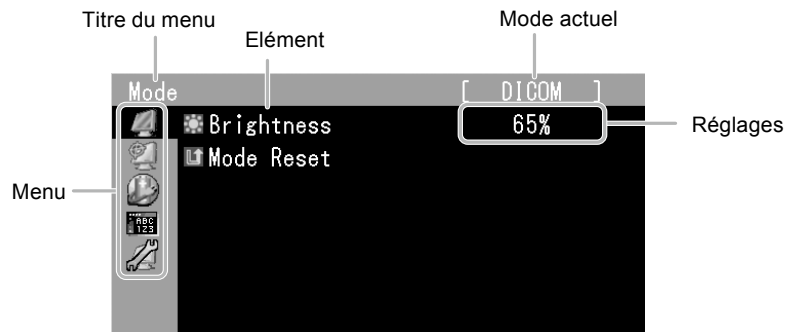 Titre du menu
Elément
Mode actuel
Mode [ DICOM ]
Brightness 65%
Mode Reset
Réglages
Menu
ABC
123